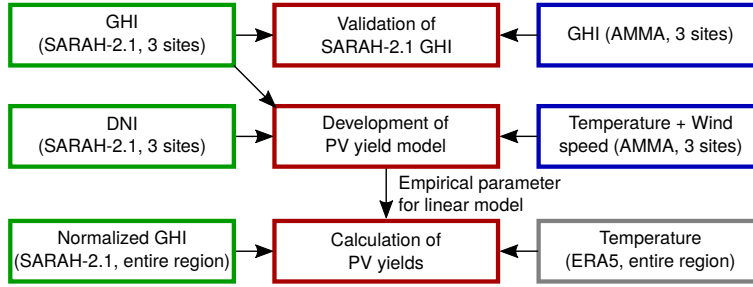 GHI
(SARAH-2.1, 3 sites)
Validation of
SARAH-2.1 GHI
GHI (AMMA, 3 sites)
DNI
(SARAH-2.1, 3 sites)
Development of
PV yield model
Temperature + Wind
speed (AMMA, 3 sites)
Empirical parameter
for linear model
Normalized GHI
(SARAH-2.1, entire region)
Calculation of
PV yields
Temperature
(ERA5, entire region)